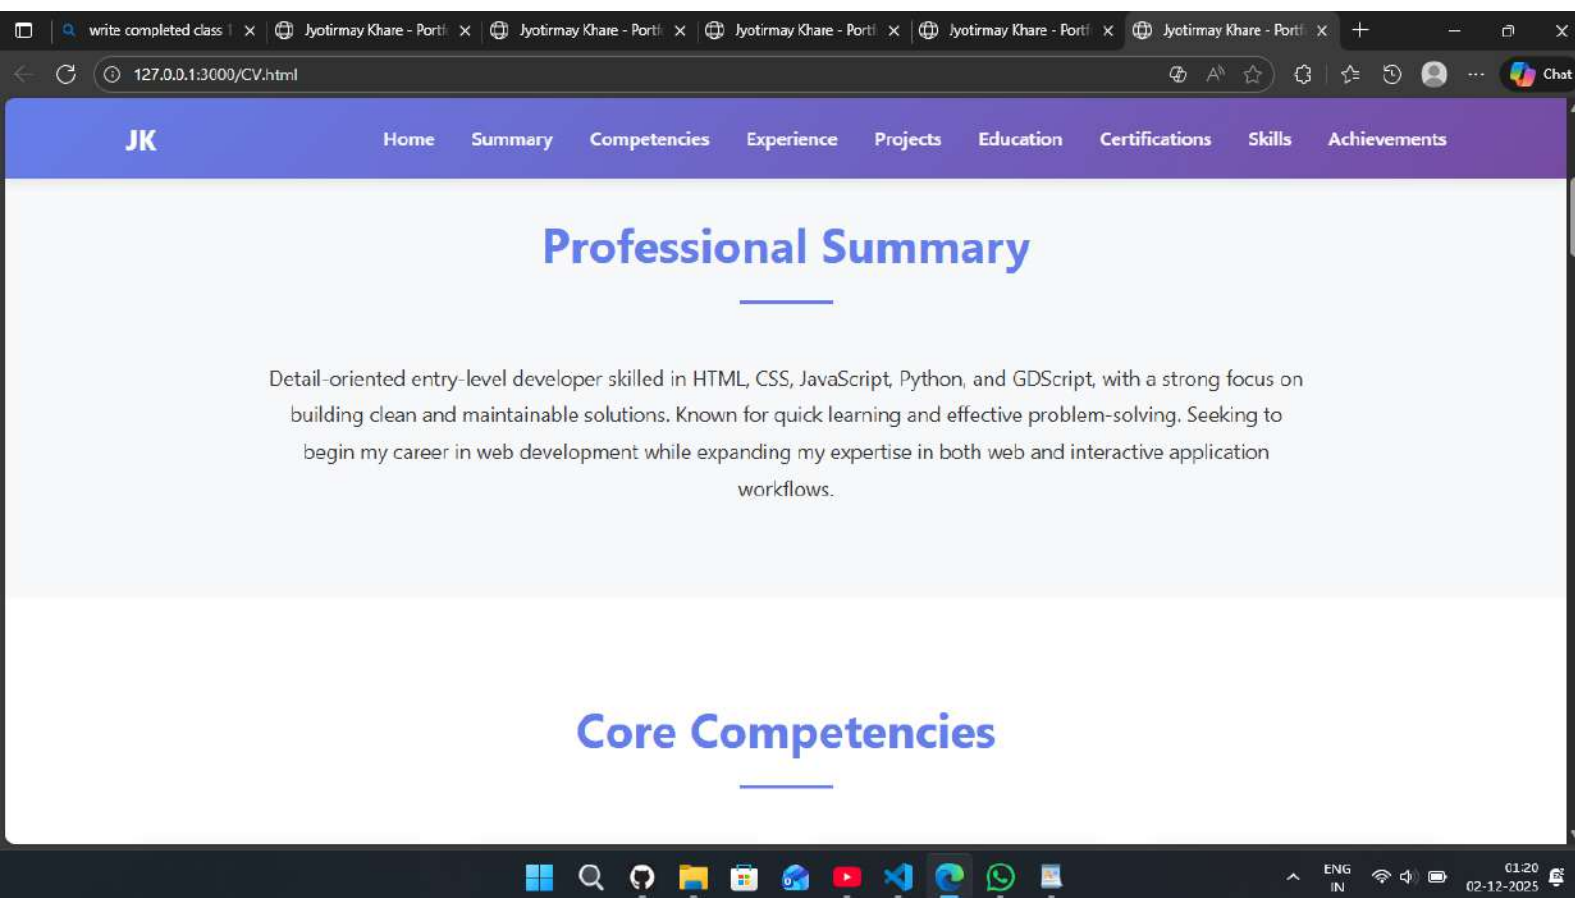 write completed class 1
Jyotirmay Khare - Portf
Jyotirmay Khare - Portf
Jyotirmay Khare - Portf
Jyotirmay Khare - Portf
Jyotirmay Khare - Portf
127.0.0.1:3000/CV.html
Chat
JK Home Summary Competencies Experience Projects Education Certifications Skills Achievements
Professional Summary
Detail-oriented entry-level developer skilled in HTML, CSS, JavaScript, Python, and GDScript, with a strong focus on
building clean and maintainable solutions. Known for quick learning and effective problem-solving. Seeking to
begin my career in web development while expanding my expertise in both web and interactive application
workflows.
Core Competencies
ENG
IN
01:20
02-12-2025